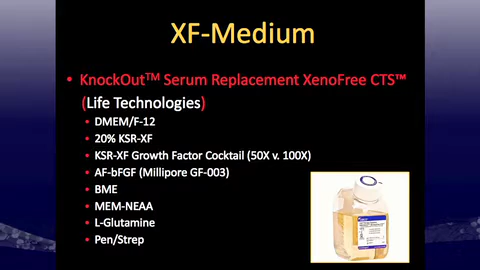 XF-Medium
• KnockOut™ Serum Replacement XenoFree CTS™
(Life Technologies)
• DMEM/F-12
• 20% KSR-XF
• KSR-XF Growth Factor Cocktail (50X v. 100X)
• AF-bFGF (Millipore GF-003)
• BME
• MEM-NEAA
• L-Glutamine
• Pen/Strep